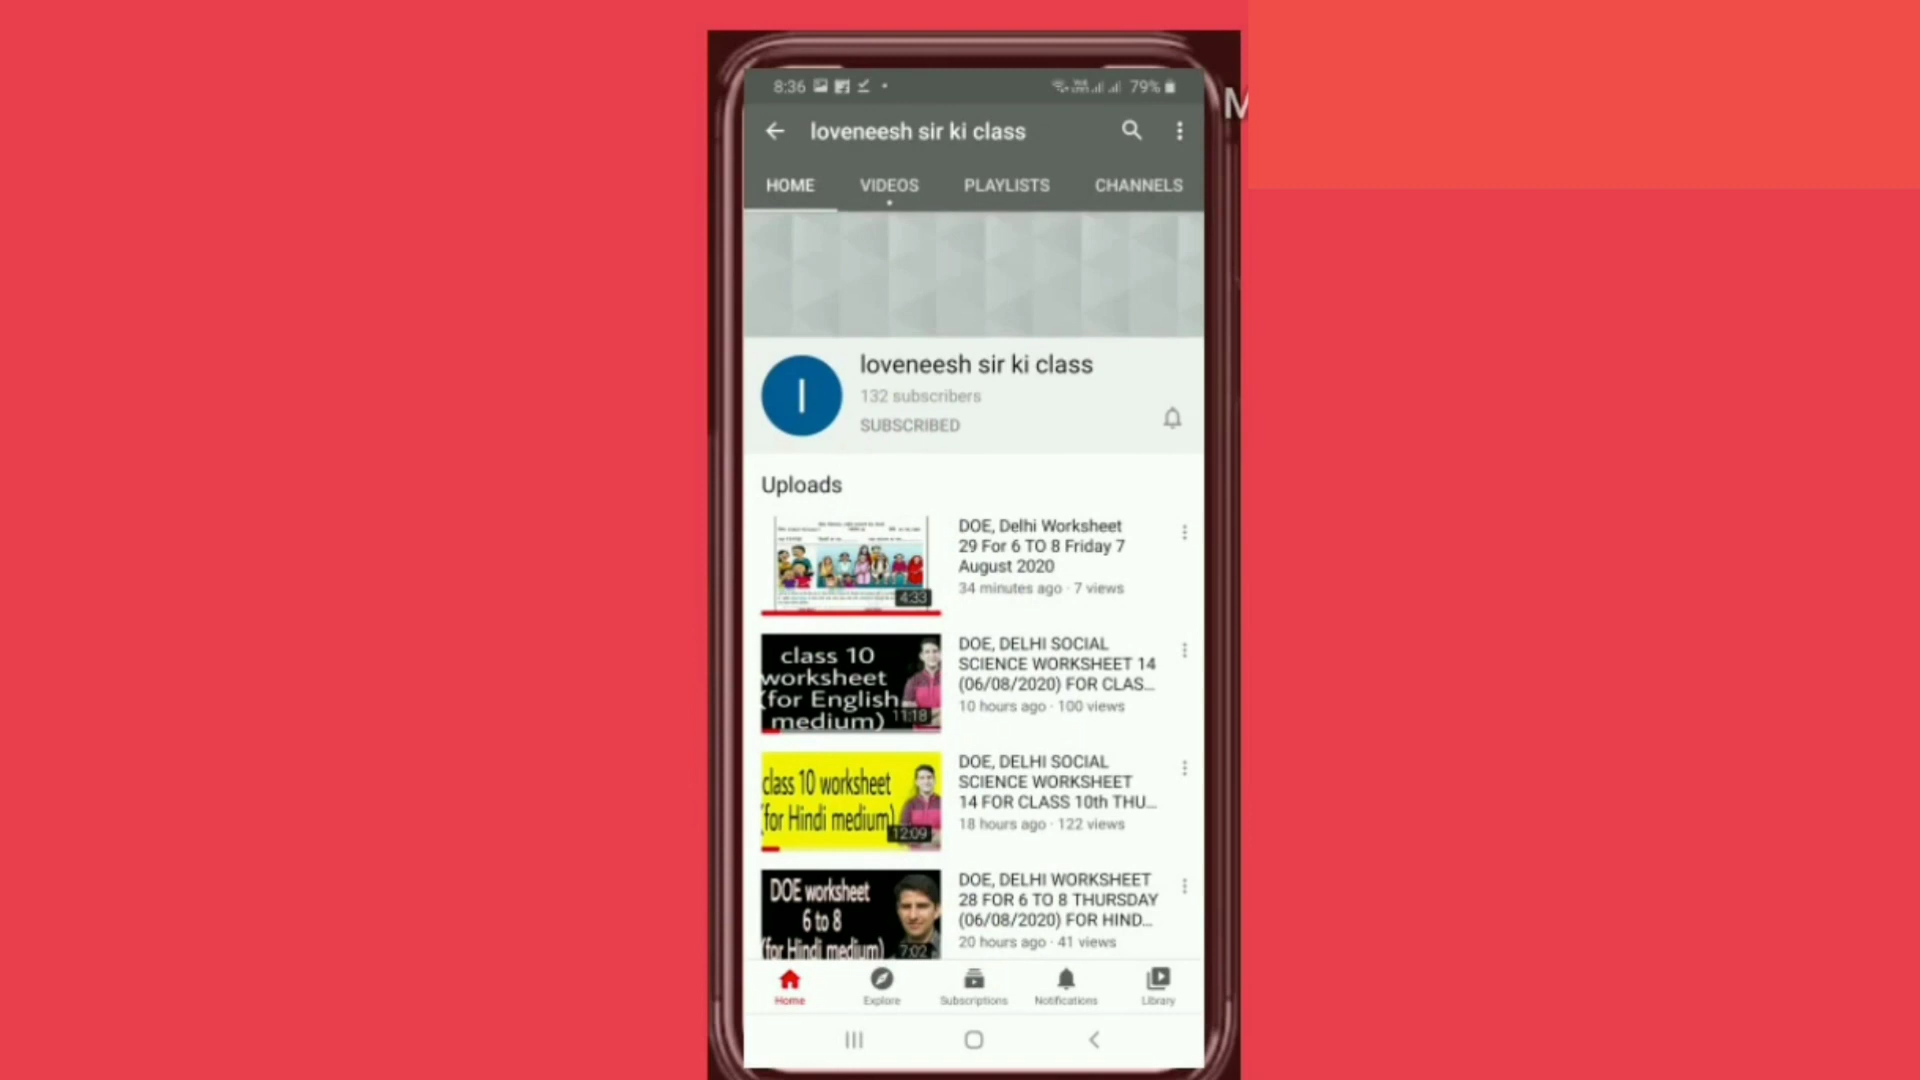 8:36
79%
M
loveneesh sir ki class
HOME VIDEOS PLAYLISTS CHANNELS
l
loveneesh sir ki class
132 subscribers
SUBSCRIBED
Uploads
4:33
DOE, Delhi Worksheet
29 For 6 TO 8 Friday 7
August 2020
34 minutes ago · 7 views
class 10
worksheet
(for English
medium)
11:18
DOE, DELHI SOCIAL
SCIENCE WORKSHEET 14
(06/08/2020) FOR CLAS...
10 hours ago · 100 views
class 10 worksheet
(for Hindi medium)
12:09
DOE, DELHI SOCIAL
SCIENCE WORKSHEET
14 FOR CLASS 10th THU...
18 hours ago · 122 views
DOE worksheet
6 to 8
(for Hindi medium)
7:02
DOE, DELHI WORKSHEET
28 FOR 6 TO 8 THURSDAY
(06/08/2020) FOR HIND...
20 hours ago · 41 views
Home Explore Subscriptions Notifications Library